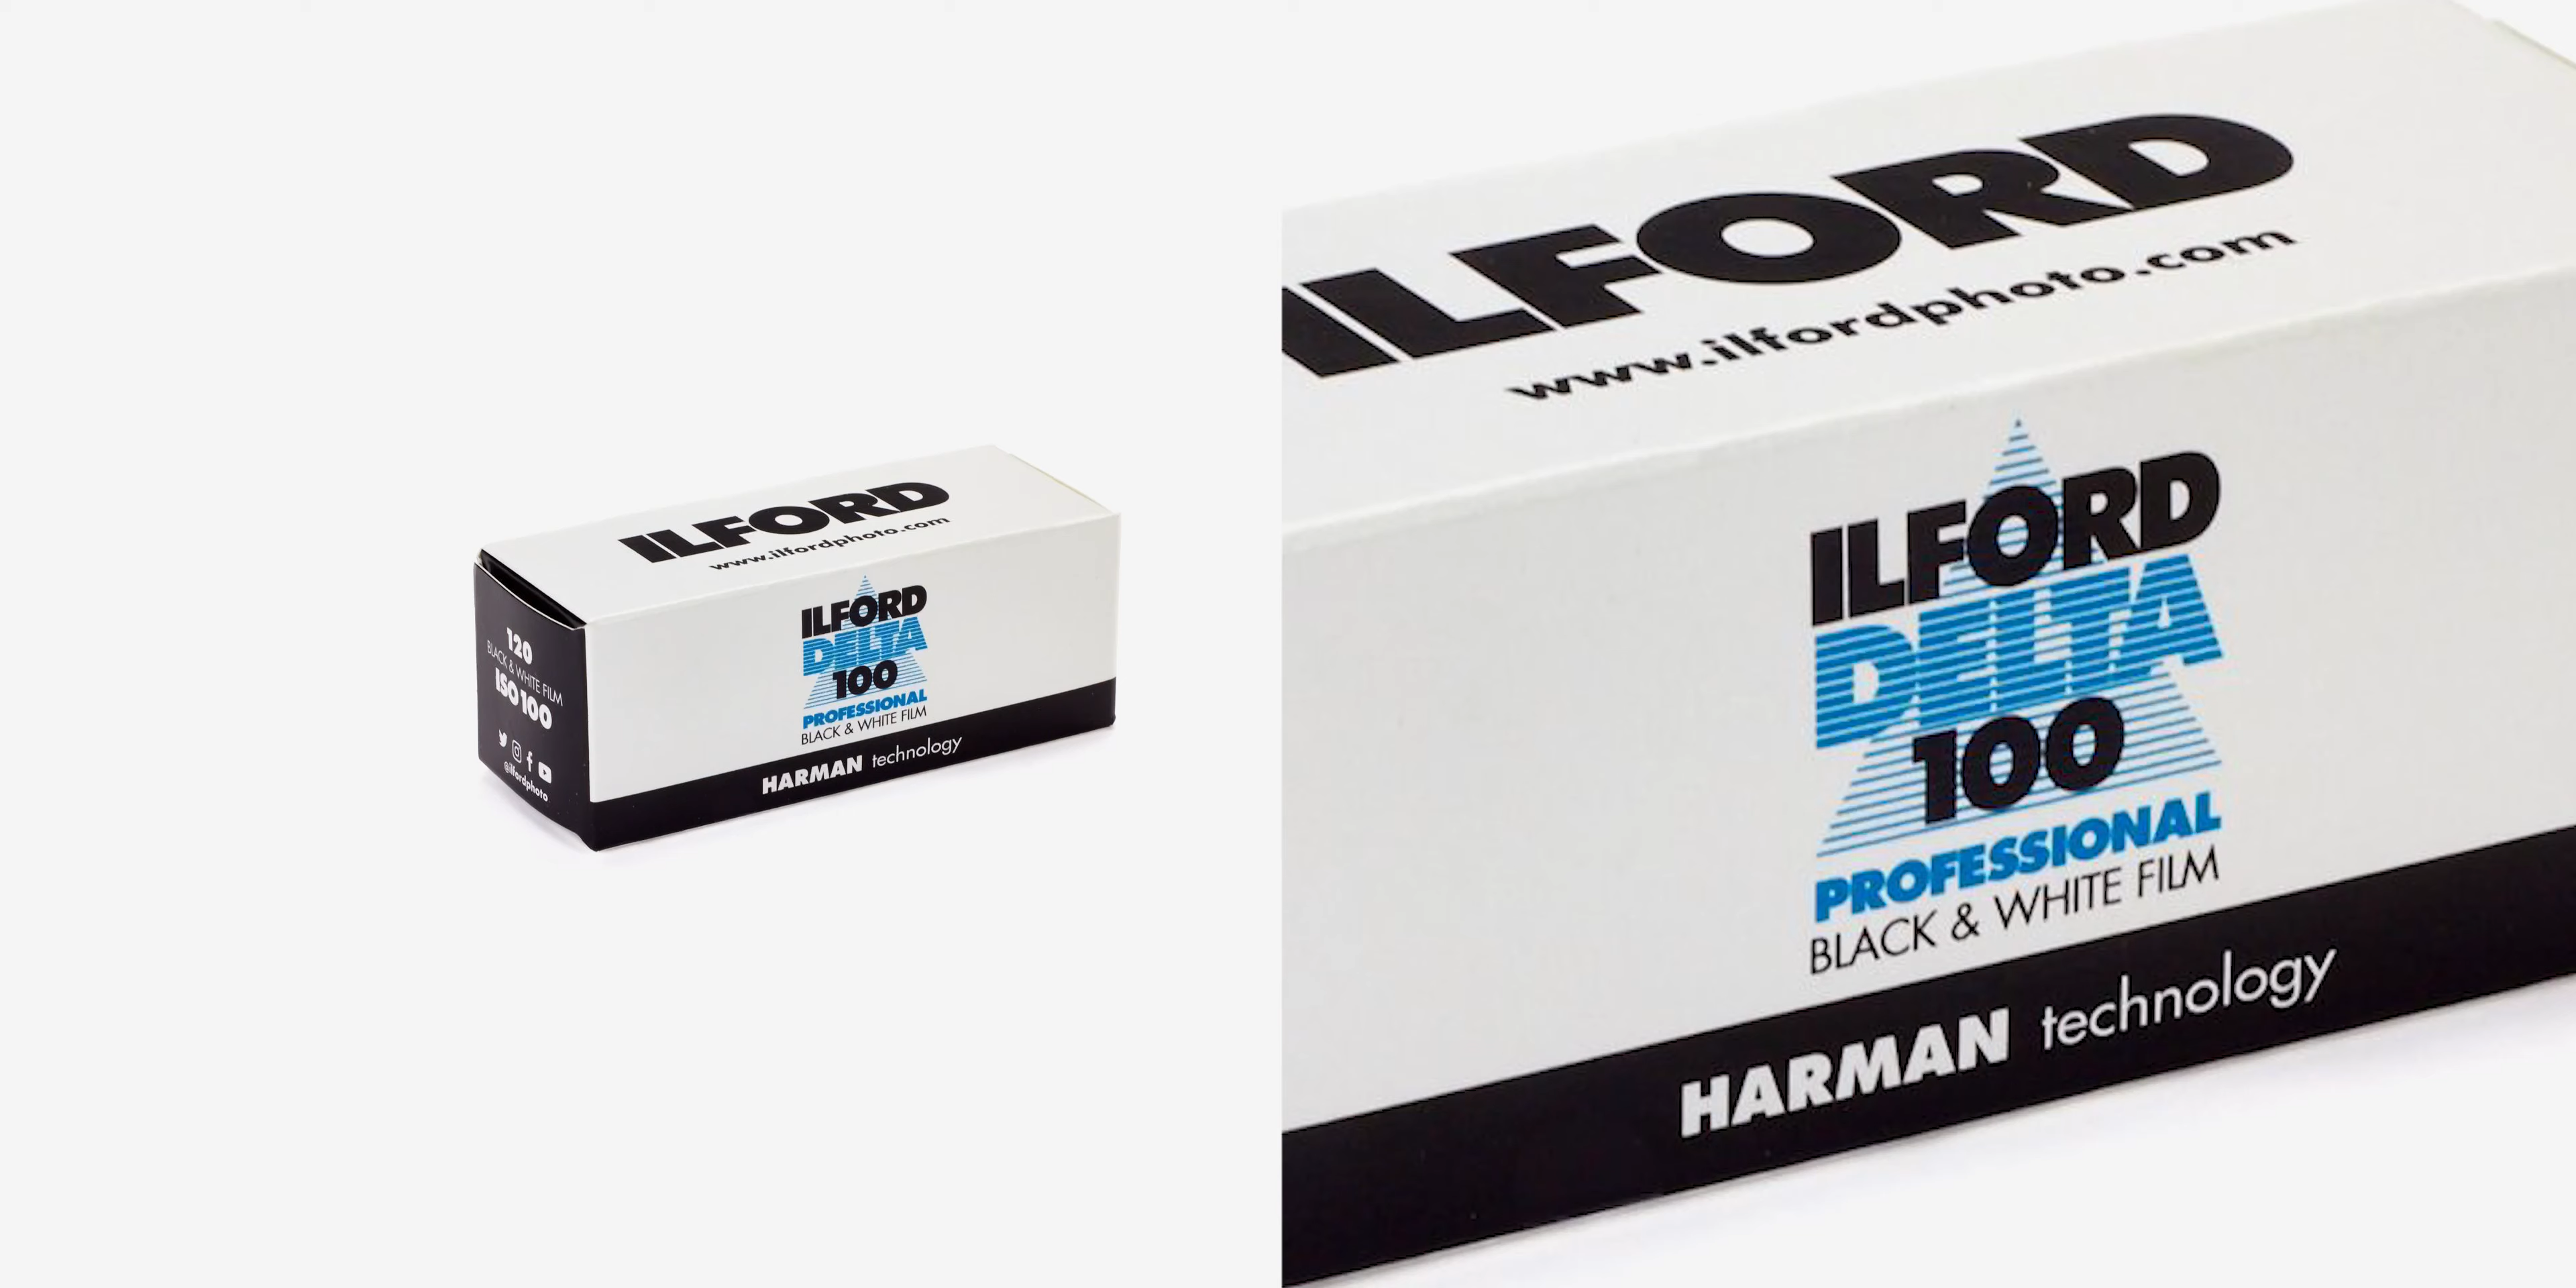 ILFORD
www.ilfordphoto.com
120
BLACK & WHITE FILM
ISO 100
@ilfordphoto
ILFORD
DELTA
100
PROFESSIONAL
BLACK & WHITE FILM
HARMAN technology
ILFORD
www.ilfordphoto.com
ILFORD
DELTA
100
PROFESSIONAL
BLACK & WHITE FILM
HARMAN technology